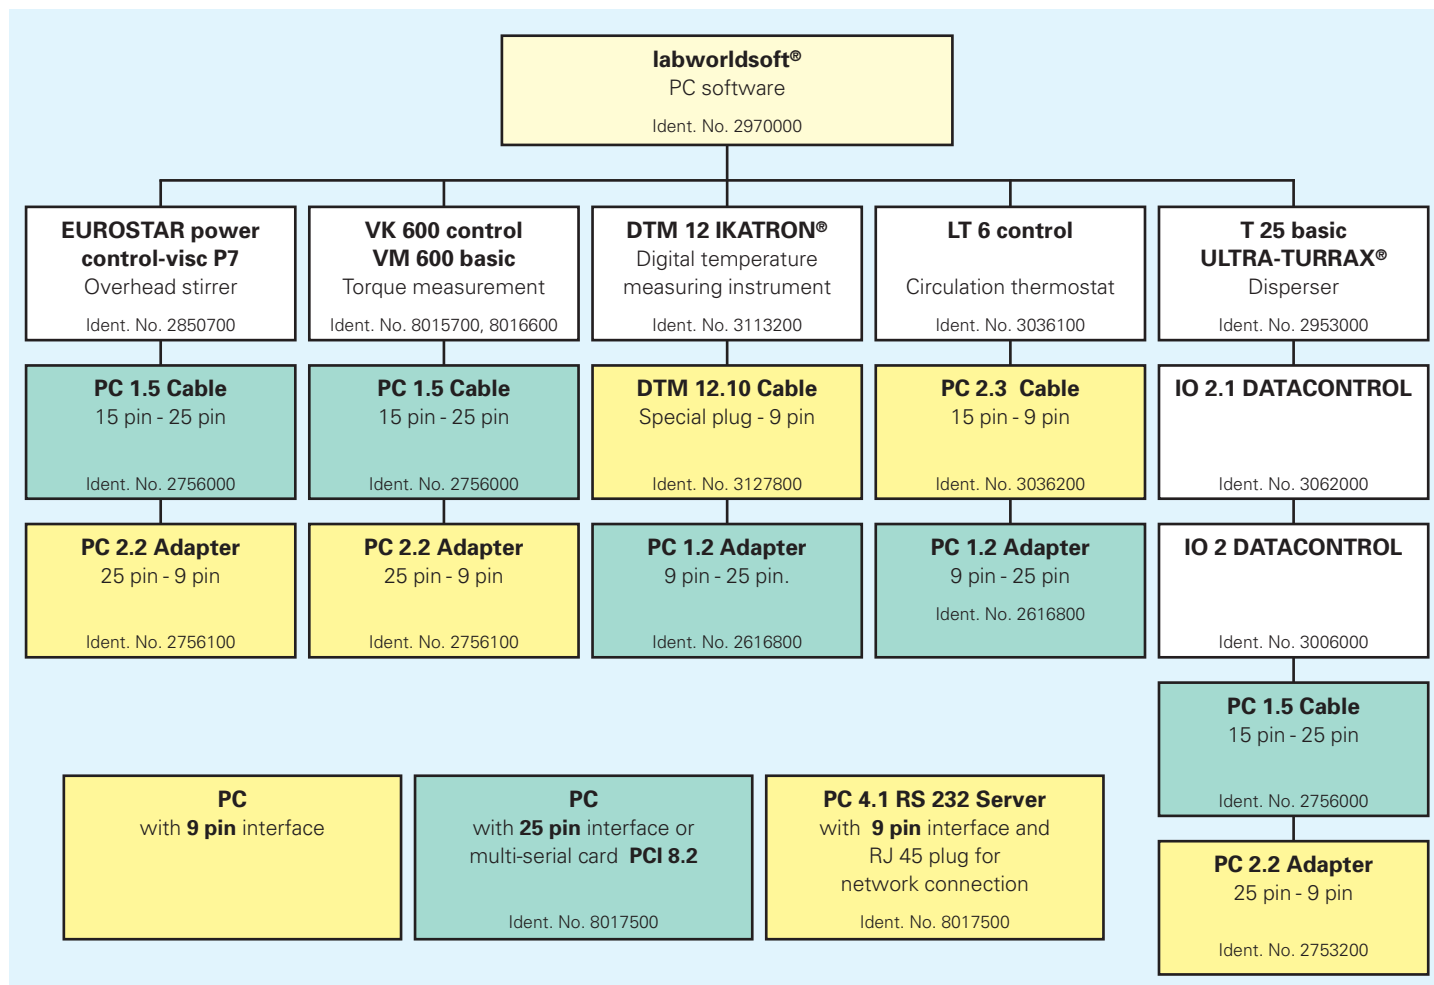 labworldsoft®
PC software
Ident. No. 2970000
EUROSTAR power
control-visc P7
Overhead stirrer
Ident. No. 2850700
VK 600 control
VM 600 basic
Torque measurement
Ident. No. 8015700, 8016600
DTM 12 IKATRON®
Digital temperature
measuring instrument
Ident. No. 3113200
LT 6 control
Circulation thermostat
Ident. No. 3036100
T 25 basic
ULTRA-TURRAX®
Disperser
Ident. No. 2953000
PC 1.5 Cable
15 pin - 25 pin
Ident. No. 2756000
PC 1.5 Cable
15 pin - 25 pin
Ident. No. 2756000
DTM 12.10 Cable
Special plug - 9 pin
Ident. No. 3127800
PC 2.3 Cable
15 pin - 9 pin
Ident. No. 3036200
IO 2.1 DATACONTROL
Ident. No. 3062000
PC 2.2 Adapter
25 pin - 9 pin
Ident. No. 2756100
PC 2.2 Adapter
25 pin - 9 pin
Ident. No. 2756100
PC 1.2 Adapter
9 pin - 25 pin.
Ident. No. 2616800
PC 1.2 Adapter
9 pin - 25 pin
Ident. No. 2616800
IO 2 DATACONTROL
Ident. No. 3006000
PC 1.5 Cable
15 pin - 25 pin
Ident. No. 2756000
PC 2.2 Adapter
25 pin - 9 pin
Ident. No. 2753200
PC
with 9 pin interface
PC
with 25 pin interface or
multi-serial card PCI 8.2
Ident. No. 8017500
PC 4.1 RS 232 Server
with 9 pin interface and
RJ 45 plug for
network connection
Ident. No. 8017500